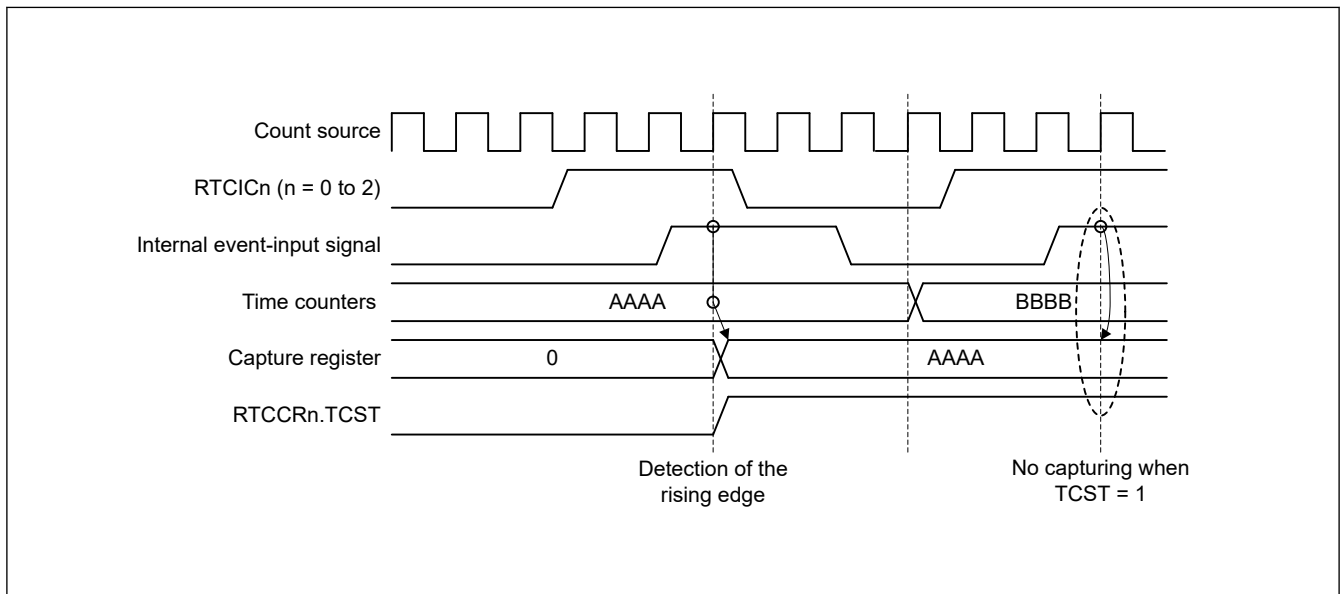 Count source
RTCICn (n = 0 to 2)
Internal event-input signal
Time counters
AAAA
BBBB
Capture register
0
AAAA
RTCCRn.TCST
Detection of the
rising edge
No capturing when
TCST = 1